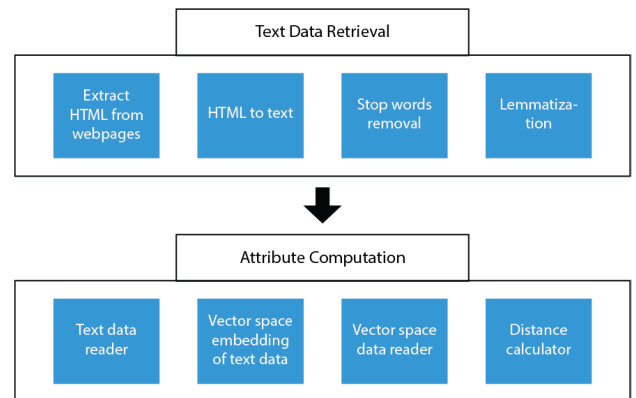 Text Data Retrieval
Extract
HTML from
webpages
HTML to text
Stop words
removal
Lemmatiza-
tion
Attribute Computation
Text data
reader
Vector space
embedding
of text data
Vector space
data reader
Distance
calculator